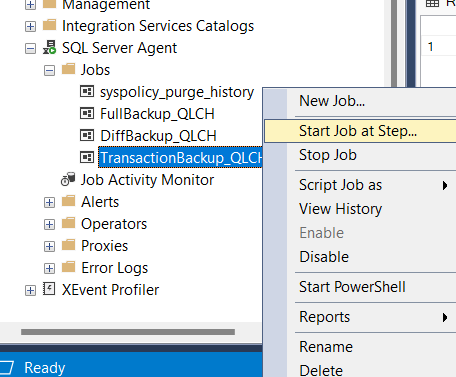 Management
Integration Services Catalogs
SQL Server Agent
Jobs
syspolicy_purge_history
FullBackup_QLCH
DiffBackup_QLCH
TransactionBackup_QLCH
Job Activity Monitor
Alerts
Operators
Proxies
Error Logs
XEvent Profiler
Ready
New Job...
Start Job at Step...
Stop Job
Script Job as
View History
Enable
Disable
Start PowerShell
Reports
Rename
Delete
1